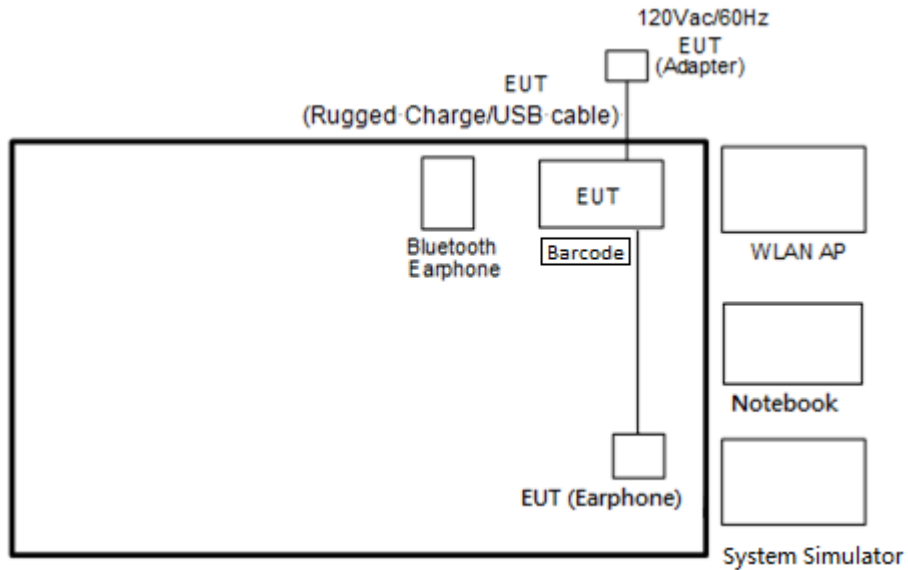 120Vac/60Hz
EUT
(Adapter)
EUT
(Rugged Charge/USB cable)
EUT
Bluetooth
Earphone
Barcode
WLAN AP
Notebook
EUT (Earphone)
System Simulator